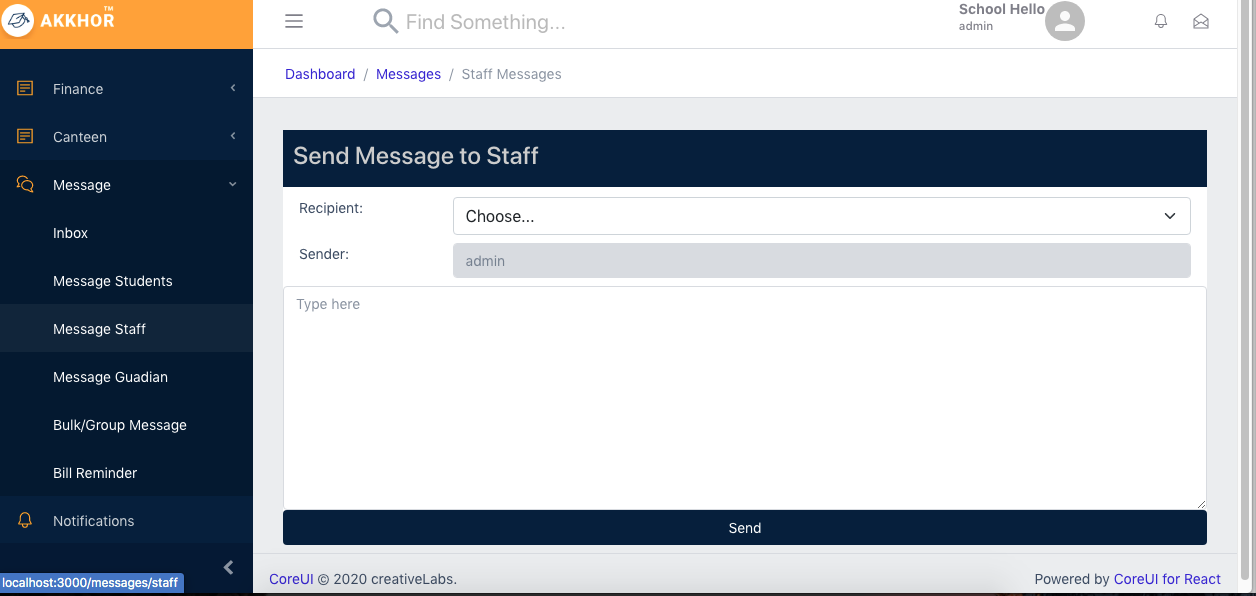 AKKHOR™
Find Something...
School Hello
admin
Finance
Canteen
Message
Inbox
Message Students
Message Staff
Message Guadian
Bulk/Group Message
Bill Reminder
Notifications
localhost:3000/messages/staff
Dashboard / Messages / Staff Messages
Send Message to Staff
Recipient: Choose...
Sender: admin
Type here
Send
CoreUI © 2020 creativeLabs. Powered by CoreUI for React